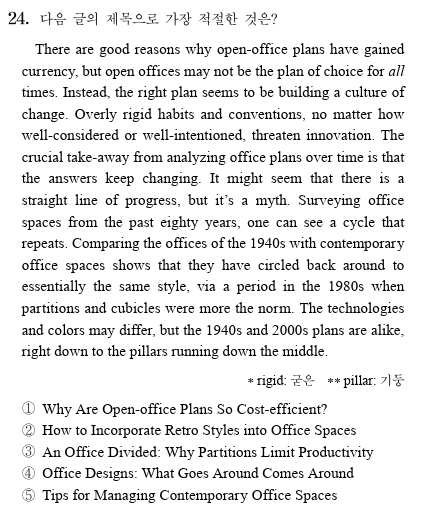 24. 다음 글의 제목으로 가장 적절한 것은?
There are good reasons why open-office plans have gained
currency, but open offices may not be the plan of choice for all
times. Instead, the right plan seems to be building a culture of
change. Overly rigid habits and conventions, no matter how
well-considered or well-intentioned, threaten innovation. The
crucial take-away from analyzing office plans over time is that
the answers keep changing. It might seem that there is a
straight line of progress, but it’s a myth. Surveying office
spaces from the past eighty years, one can see a cycle that
repeats. Comparing the offices of the 1940s with contemporary
office spaces shows that they have circled back around to
essentially the same style, via a period in the 1980s when
partitions and cubicles were more the norm. The technologies
and colors may differ, but the 1940s and 2000s plans are alike,
right down to the pillars running down the middle.
* rigid: 굳은 ** pillar: 기둥
① Why Are Open-office Plans So Cost-efficient?
② How to Incorporate Retro Styles into Office Spaces
③ An Office Divided: Why Partitions Limit Productivity
④ Office Designs: What Goes Around Comes Around
⑤ Tips for Managing Contemporary Office Spaces